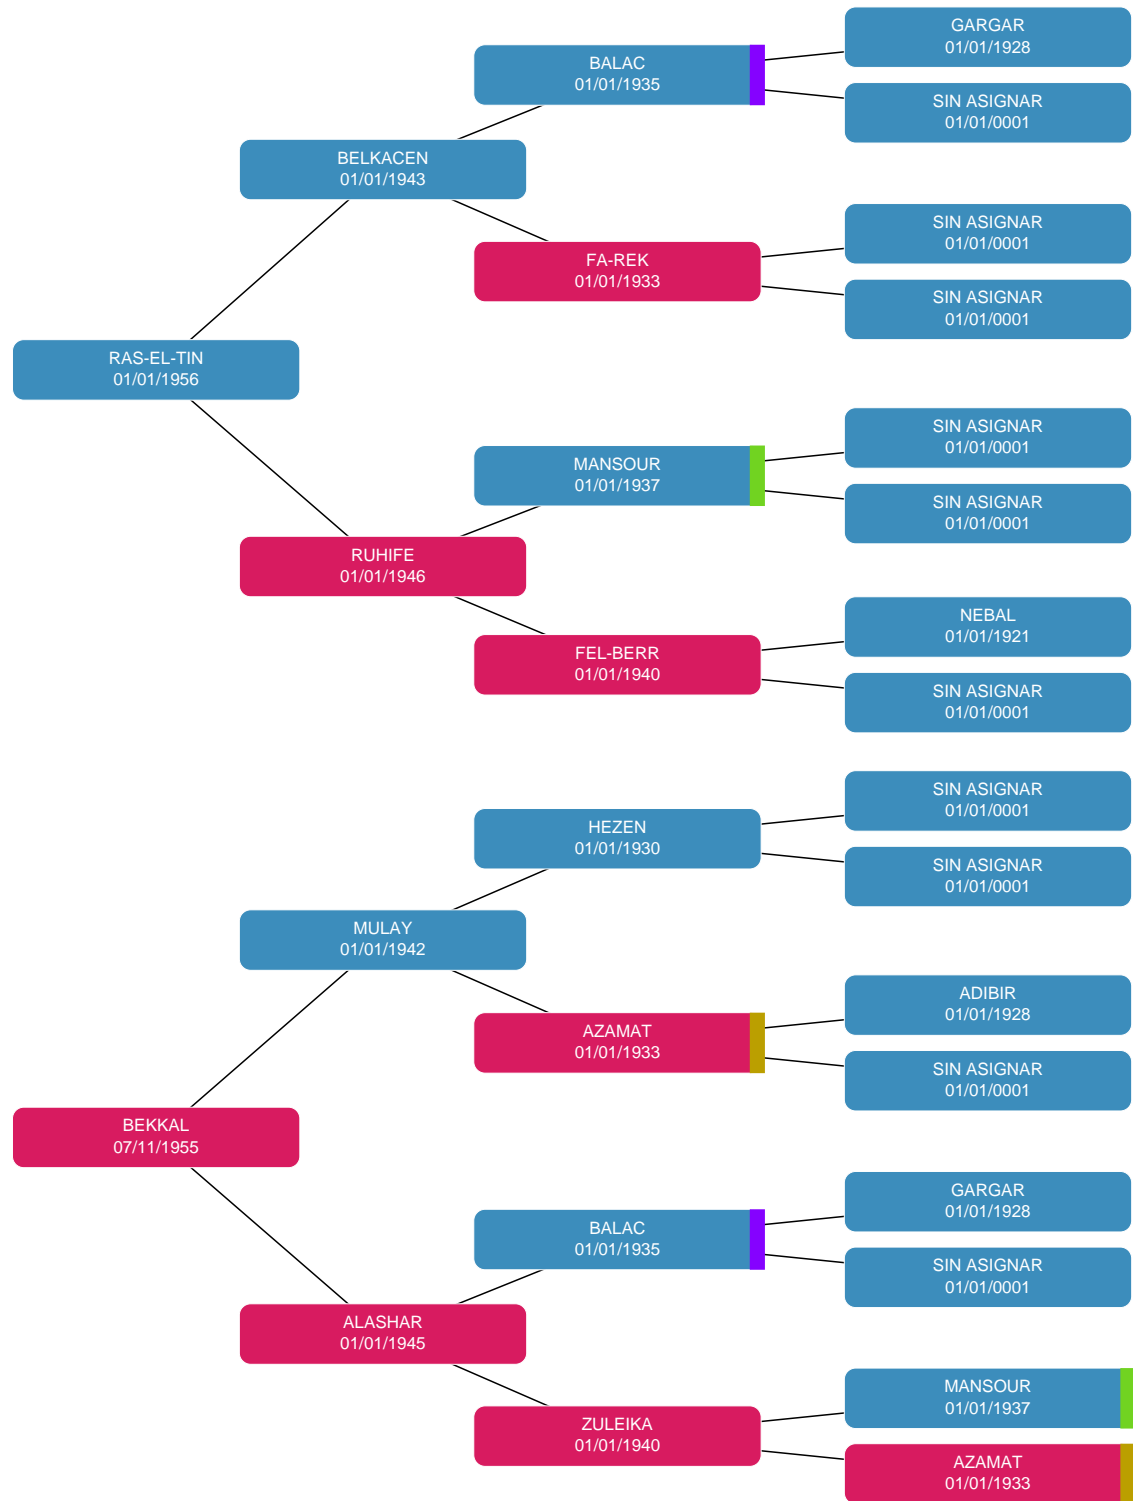 GARGAR
01/01/1928
BALAC
01/01/1935
SIN ASIGNAR
01/01/0001
BELKACEN
01/01/1943
SIN ASIGNAR
01/01/0001
FA-REK
01/01/1933
SIN ASIGNAR
01/01/0001
RAS-EL-TIN
01/01/1956
SIN ASIGNAR
01/01/0001
MANSOUR
01/01/1937
SIN ASIGNAR
01/01/0001
RUHIFE
01/01/1946
NEBAL
01/01/1921
FEL-BERR
01/01/1940
SIN ASIGNAR
01/01/0001
SIN ASIGNAR
01/01/0001
HEZEN
01/01/1930
SIN ASIGNAR
01/01/0001
MULAY
01/01/1942
ADIBIR
01/01/1928
AZAMAT
01/01/1933
SIN ASIGNAR
01/01/0001
BEKKAL
07/11/1955
GARGAR
01/01/1928
BALAC
01/01/1935
SIN ASIGNAR
01/01/0001
ALASHAR
01/01/1945
MANSOUR
01/01/1937
ZULEIKA
01/01/1940
AZAMAT
01/01/1933